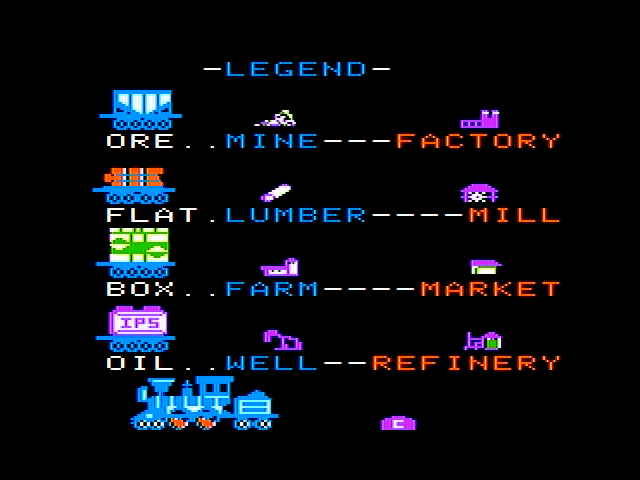 -LEGEND-
ORE..MINE---FACTORY
FLAT.LUMBER----MILL
BOX..FARM----MARKET
IPS
OIL..WELL--REFINERY
C